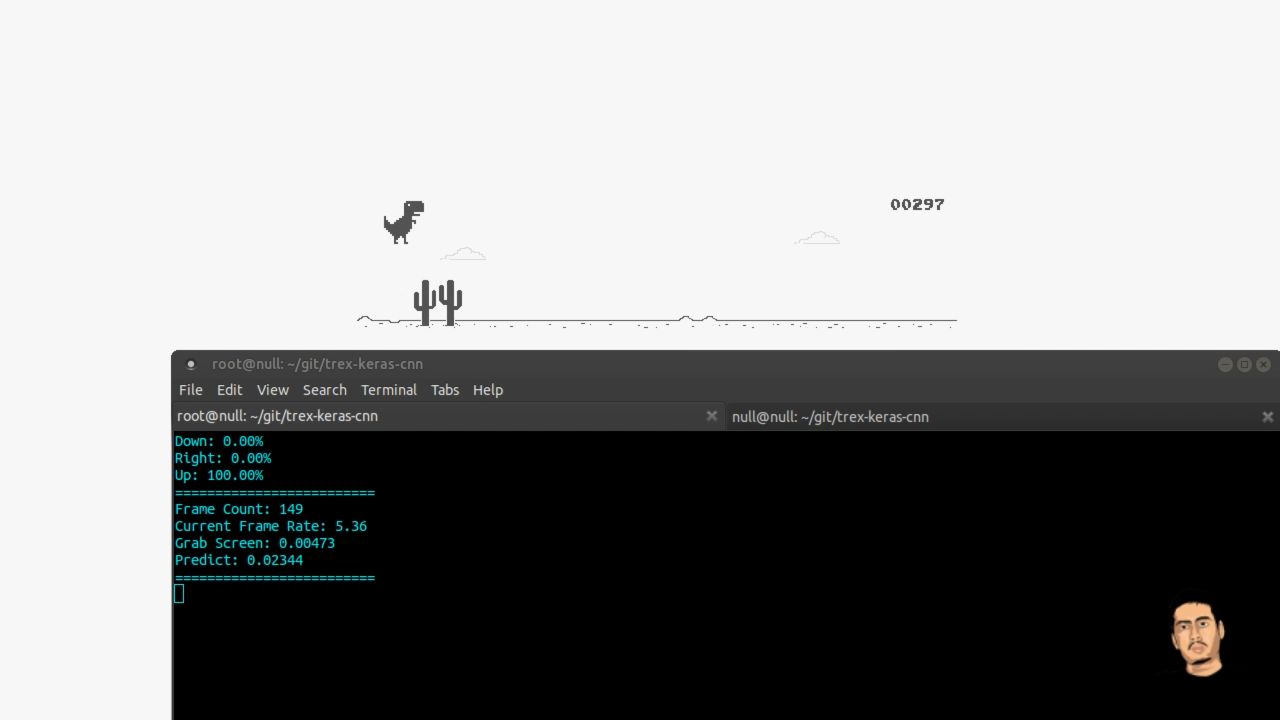 00297
root@null: ~/git/trex-keras-cnn
File Edit View Search Terminal Tabs Help
root@null: ~/git/trex-keras-cnn
null@null: ~/git/trex-keras-cnn
Down: 0.00%
Right: 0.00%
Up: 100.00%
=========================
Frame Count: 149
Current Frame Rate: 5.36
Grab Screen: 0.00473
Predict: 0.02344
=========================